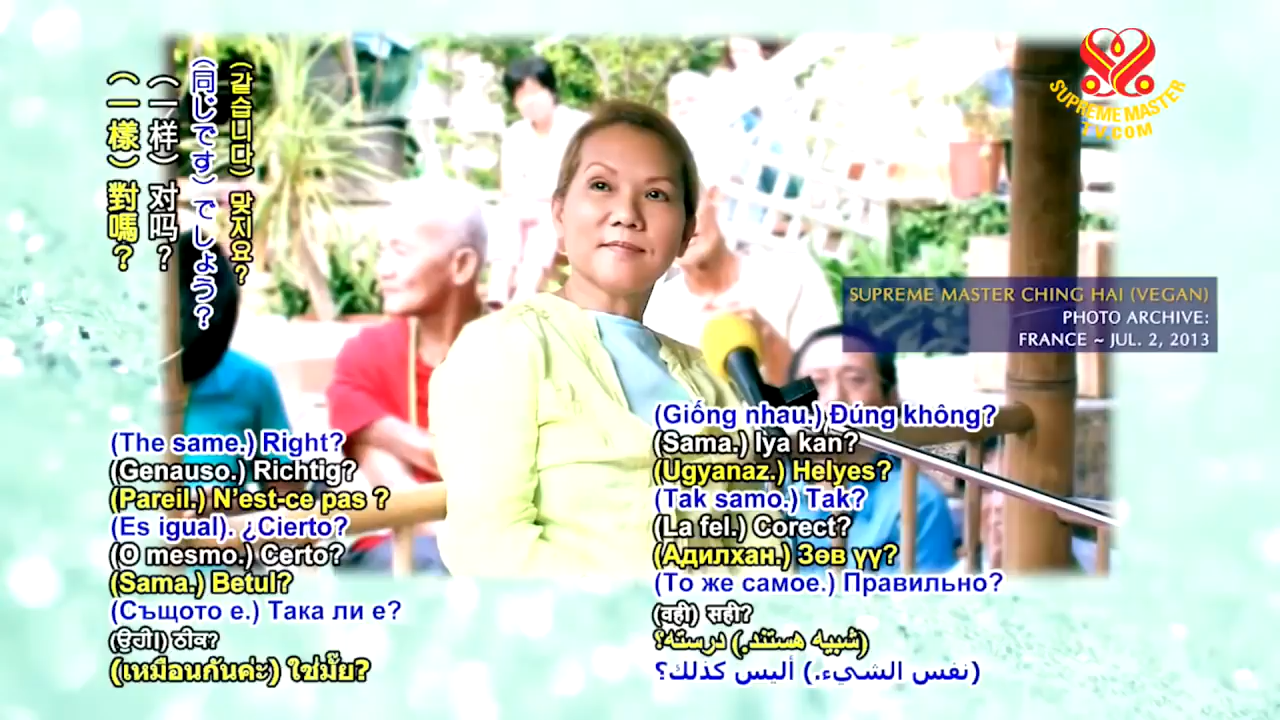 (一樣) 對嗎?
(一样) 对吗?
(同じです) でしょう?
(같습니다) 맞지요?
SUPREME MASTER
TV.COM
SUPREME MASTER CHING HAI (VEGAN)
PHOTO ARCHIVE:
FRANCE ~ JUL. 2, 2013
(The same.) Right?
(Genauso.) Richtig?
(Pareil.) N'est-ce pas ?
(Es igual). ¿Cierto?
(O mesmo.) Certo?
(Sama.) Betul?
(Същото е.) Така ли е?
(ਉਹੀ।) ਠੀਕ?
(เหมือนกันค่ะ) ใช่มั๊ย?
(Giống nhau.) Đúng không?
(Sama.) Iya kan?
(Ugyanaz.) Helyes?
(Tak samo.) Tak?
(La fel.) Corect?
(Адилхан.) Зөв үү?
(То же самое.) Правильно?
(वही) सही?
(شبیه هستند.) درسته؟
(نفس الشيء.) أليس كذلك؟